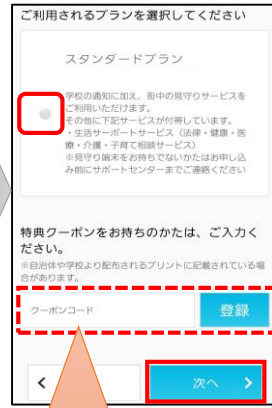 ご利用されるプランを選択してください
スタンダードプラン
学校の通知に加え、街中の見守りサービスを
ご利用いただけます。
その他に下記サービスが付帯しています。
・生活サポートサービス（法律・健康・医
療・介護・子育て相談サービス）
※見守り端末をお持ちでないかたはお申し込
み前にサポートセンターまでご連絡ください
特典クーポンをお持ちのかたは、ご入力く
ださい。
※自治体や学校より配布されるプリントに記載されている場
合があります。
クーポンコード
登録
次へ